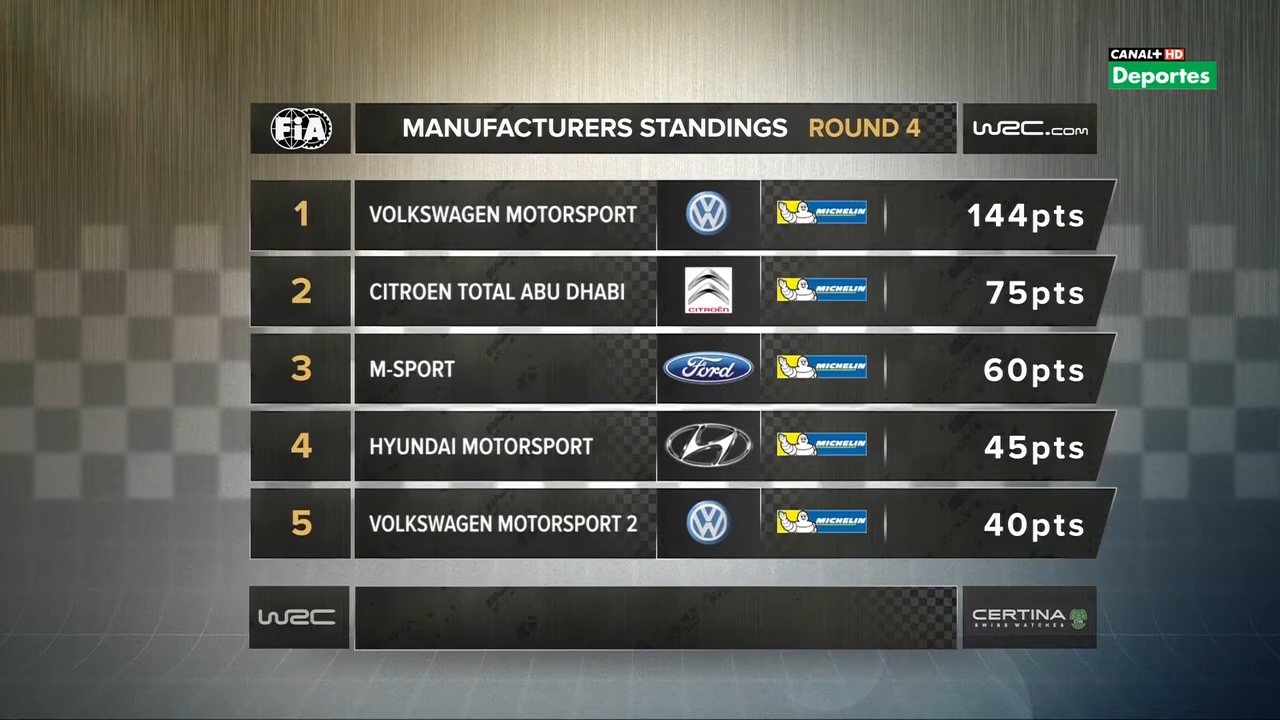 CANAL+ HD
Deportes
FiA
MANUFACTURERS STANDINGS ROUND 4
WRC.COM
1 VOLKSWAGEN MOTORSPORT MICHELIN 144pts
2 CITROEN TOTAL ABU DHABI CITROËN MICHELIN 75pts
3 M-SPORT Ford MICHELIN 60pts
4 HYUNDAI MOTORSPORT MICHELIN 45pts
5 VOLKSWAGEN MOTORSPORT 2 MICHELIN 40pts
WRC
CERTINA
SWISS WATCHES